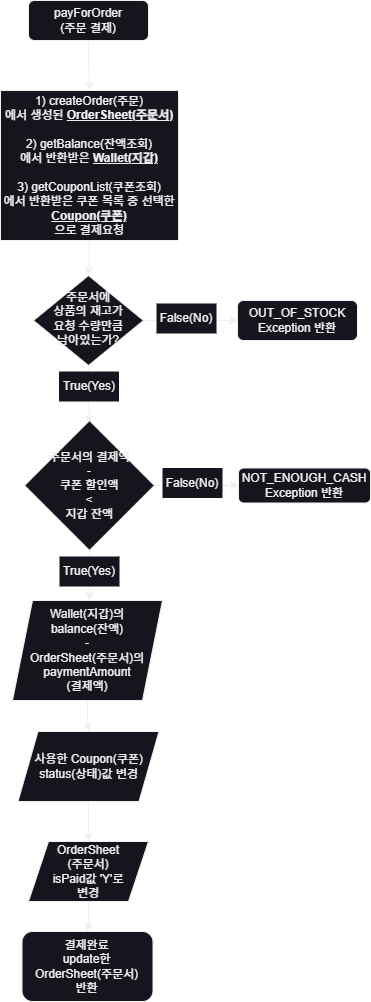 payForOrder
(주문 결제)
1) createOrder(주문)
에서 생성된 OrderSheet(주문서)
2) getBalance(잔액조회)
에서 반환받은 Wallet(지갑)
3) getCouponList(쿠폰조회)
에서 반환받은 쿠폰 목록 중 선택한
Coupon(쿠폰)
으로 결제요청
주문서에
상품의 재고가
요청 수량만큼
남아있는가?
False(No)
OUT_OF_STOCK
Exception 반환
True(Yes)
주문서의 결제액
-
쿠폰 할인액
<
지갑 잔액
False(No)
NOT_ENOUGH_CASH
Exception 반환
True(Yes)
Wallet(지갑)의
balance(잔액)
-
OrderSheet(주문서)의
paymentAmount
(결제액)
사용한 Coupon(쿠폰)
status(상태)값 변경
OrderSheet
(주문서)
isPaid값 'Y'로
변경
결제완료
update한
OrderSheet(주문서)
반환